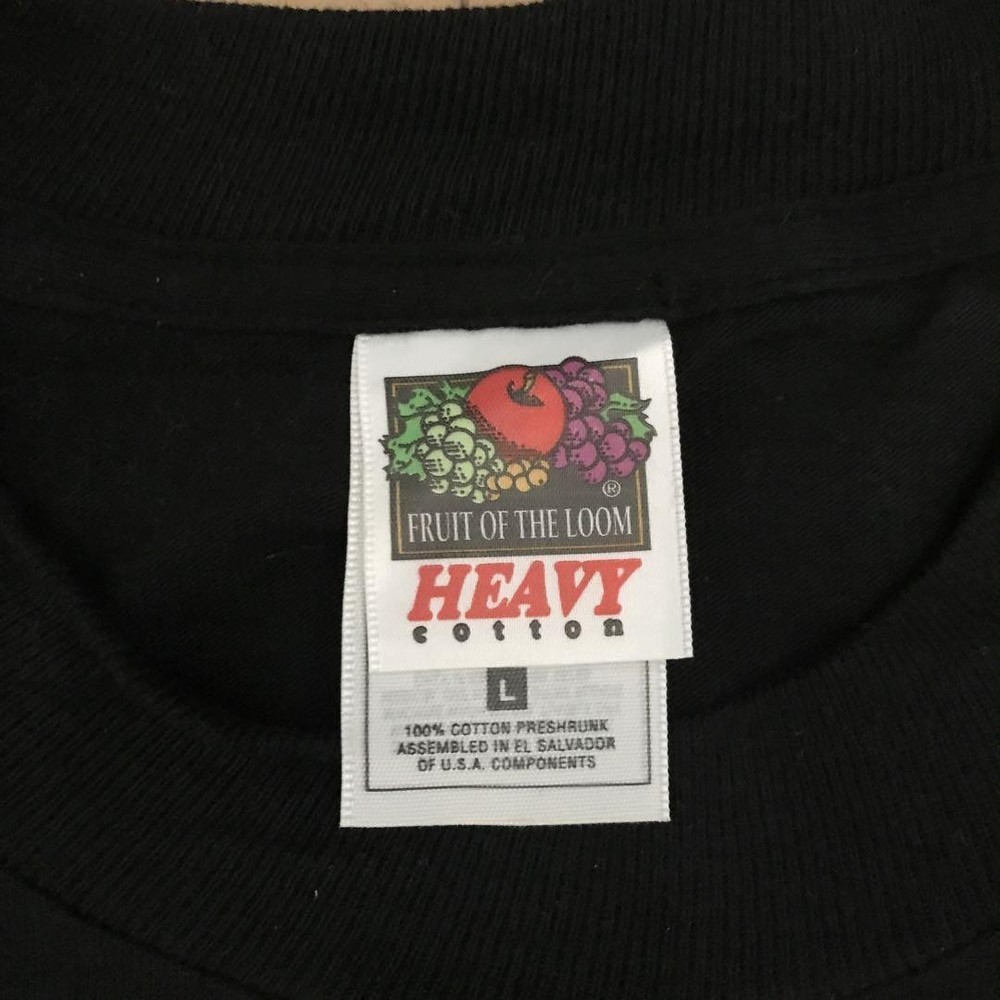 ®
FRUIT OF THE LOOM
HEAVY
cotton
L
100% COTTON PRESHRUNK
ASSEMBLED IN EL SALVADOR
OF U.S.A. COMPONENTS